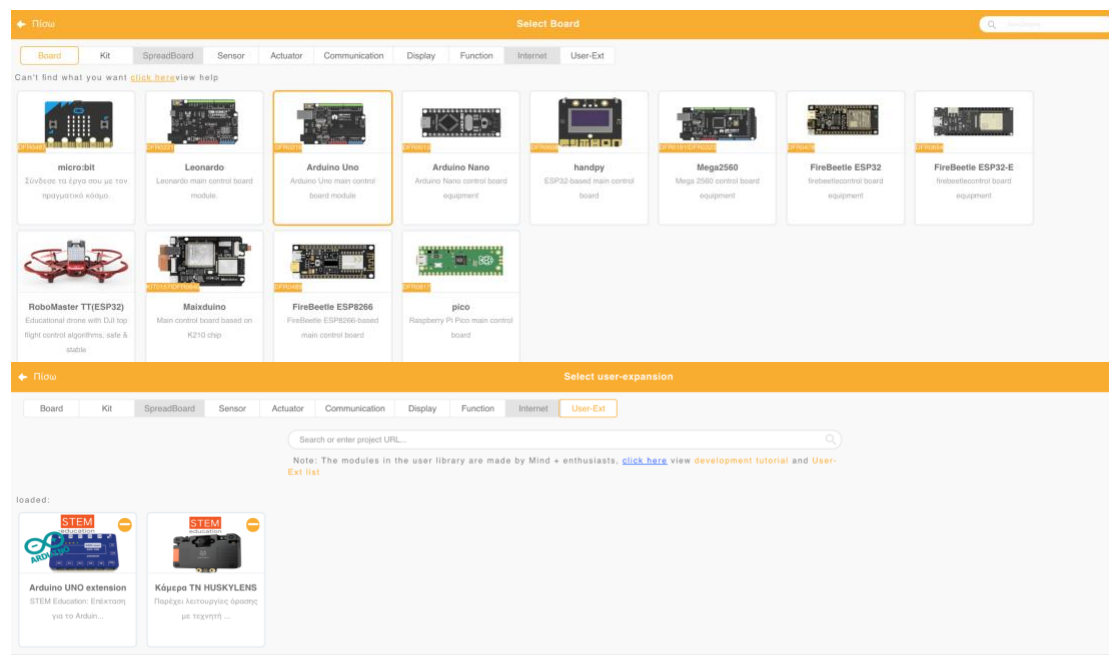 Πίσω
Select Board
Board
Kit
SpreadBoard
Sensor
Actuator
Communication
Display
Function
Internet
User-Ext
Can't find what you want click here view help
micro:bit
Σύνδεσε τα έργα σου με τον
πραγματικό κόσμο.
Leonardo
Leonardo main control board
module.
Arduino Uno
Arduino Uno main control
board module
Arduino Nano
Arduino Nano control board
equipment
handpy
ESP32-based main control
board
Mega2560
Mega 2560 control board
equipment
FireBeetle ESP32
firebeetlecontrol board
equipment
FireBeetle ESP32-E
firebeetlecontrol board
equipment
RoboMaster TT(ESP32)
Educational drone with DJI top
flight control algorithms, safe &
stable
Maixduino
Main control board based on
K210 chip
FireBeetle ESP8266
FireBeetle ESP8266-based
main control board
DFR0817
pico
Raspberry Pi Pico main control
board
Πίσω
Select user-expansion
Board
Kit
SpreadBoard
Sensor
Actuator
Communication
Display
Function
Internet
User-Ext
Search or enter project URL...
Note: The modules in the user library are made by Mind + enthusiasts, click here view development tutorial and User-
Ext list
loaded:
STEM
education
ARDUINO
Arduino UNO extension
STEM Education: Επέκταση
για το Arduin...
STEM
education
Κάμερα ΤΝ HUSKYLENS
Παρέχει λειτουργίες όρασης
με τεχνητή ...